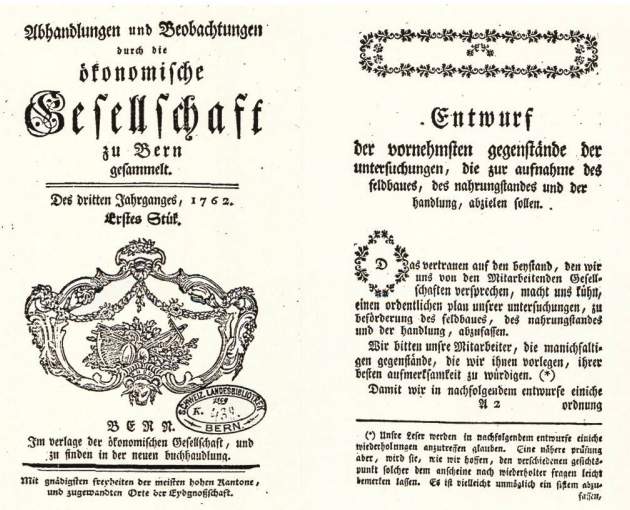 Abhandlungen und Beobachtungen
durch die
ökonomische
Gesellschaft
zu Bern
gesammelt.
Des dritten Jahrganges, 1762.
Erstes Stük.
SCHWEIZ. LANDESBIBLIOTHEK
K.
BERN
BERN.
Im verlage der ökonomischen Gesellschaft, und
zu finden in der neuen buchhandlung.
Mit gnädigsten freyheiten der meisten hohen Kantone,
und zugewandten Orte der Eydgnoßschaft.
Entwurf
der vornehmsten gegenstände der
untersuchungen, die zur aufnahme des
feldbaues, des nahrungstandes und der
handlung, abzielen sollen.
Das vertrauen auf den beystand, den wir
uns von den Mitarbeitenden Gesell-
schaften versprechen, macht uns kühn,
einen ordentlichen plan unsrer untersuchungen, zu
beförderung des feldbaues, des nahrungstandes
und der handlung, abzufassen.
Wir bitten unsre Mitarbeiter, die manichfalti-
gen gegenstände, die wir ihnen vorlegen, ihrer
besten aufmerksamkeit zu würdigen. (*)
Damit wir in nachfolgendem entwurfe einiche
A 2 ordnung
(*) Unsre Leser werden in nachfolgendem entwurfe einiche
wiederholungen anzutreffen glauben. Eine nähere prüfung
aber, wird sie, wie wir hoffen, den verschiedenen gesichts-
punkt solcher dem anscheine nach wiederholter fragen leicht
bemerken lassen. Es ist vielleicht unmöglich ein sistem abzu-
fassen,